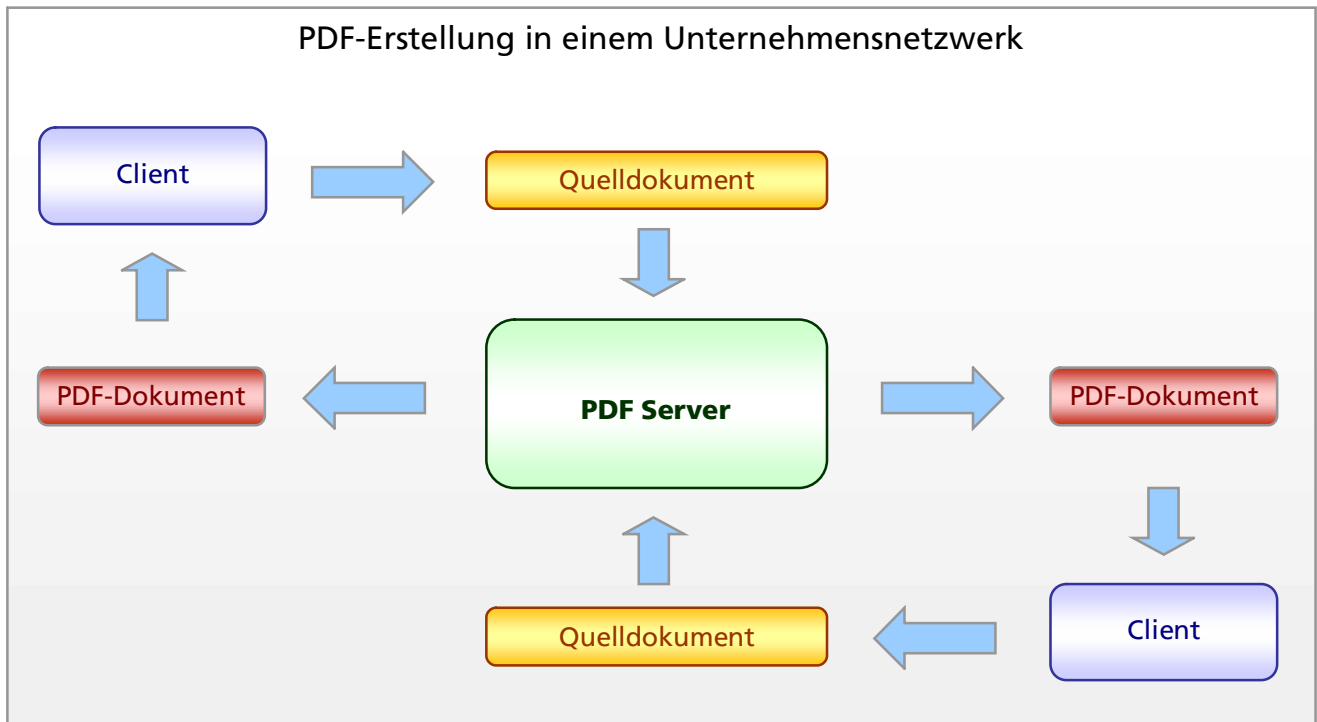 PDF-Erstellung in einem Unternehmensnetzwerk
Client
Quelldokument
PDF-Dokument
PDF Server
PDF-Dokument
Quelldokument
Client